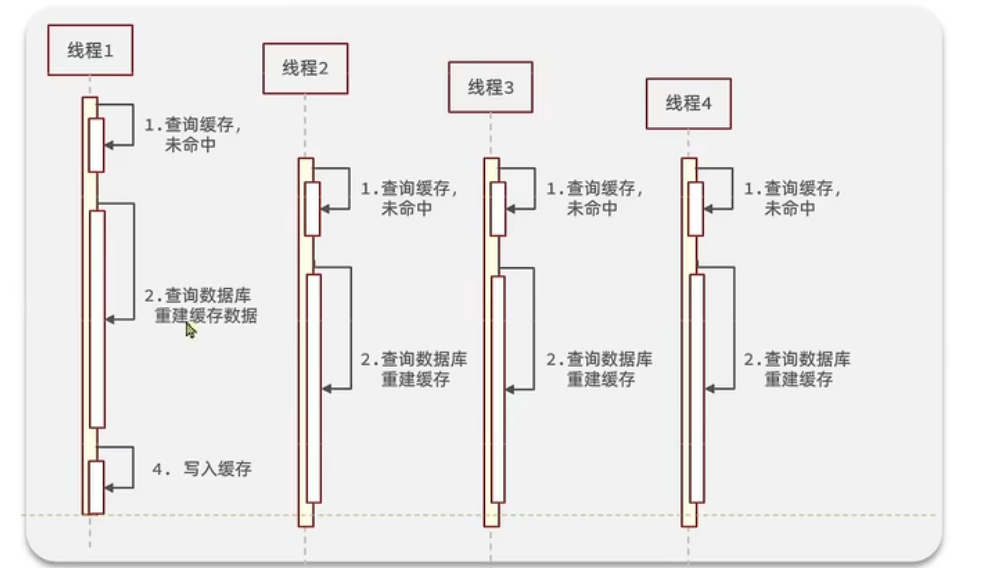 线程1
线程2
线程3
线程4
1.查询缓存,
未命中
2.查询数据库
重建缓存数据
4. 写入缓存
1.查询缓存,
未命中
2.查询数据库
重建缓存
1.查询缓存,
未命中
2.查询数据库
重建缓存
1.查询缓存,
未命中
2.查询数据库
重建缓存